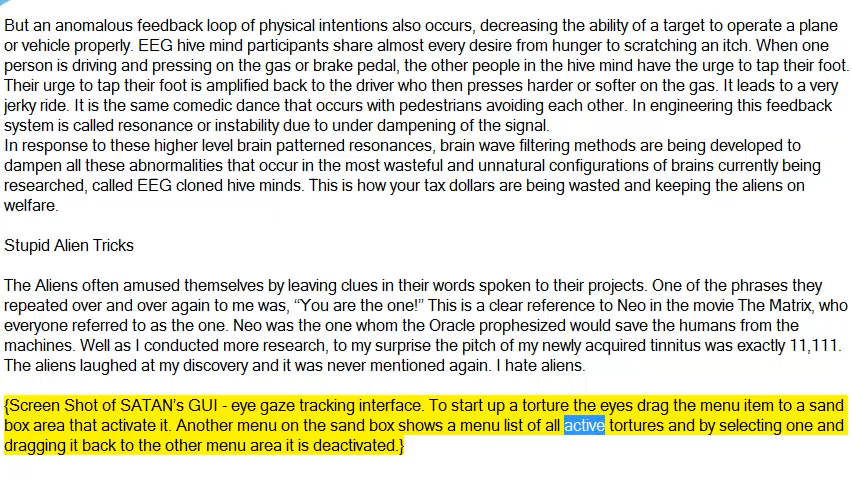 But an anomalous feedback loop of physical intentions also occurs, decreasing the ability of a target to operate a plane
or vehicle properly. EEG hive mind participants share almost every desire from hunger to scratching an itch. When one
person is driving and pressing on the gas or brake pedal, the other people in the hive mind have the urge to tap their foot.
Their urge to tap their foot is amplified back to the driver who then presses harder or softer on the gas. It leads to a very
jerky ride. It is the same comedic dance that occurs with pedestrians avoiding each other. In engineering this feedback
system is called resonance or instability due to under dampening of the signal.
In response to these higher level brain patterned resonances, brain wave filtering methods are being developed to
dampen all these abnormalities that occur in the most wasteful and unnatural configurations of brains currently being
researched, called EEG cloned hive minds. This is how your tax dollars are being wasted and keeping the aliens on
welfare.
Stupid Alien Tricks
The Aliens often amused themselves by leaving clues in their words spoken to their projects. One of the phrases they
repeated over and over again to me was, “You are the one!” This is a clear reference to Neo in the movie The Matrix, who
everyone referred to as the one. Neo was the one whom the Oracle prophesized would save the humans from the
machines. Well as I conducted more research, to my surprise the pitch of my newly acquired tinnitus was exactly 11,111.
The aliens laughed at my discovery and it was never mentioned again. I hate aliens.
{Screen Shot of SATAN’s GUI - eye gaze tracking interface. To start up a torture the eyes drag the menu item to a sand
box area that activate it. Another menu on the sand box shows a menu list of all active tortures and by selecting one and
dragging it back to the other menu area it is deactivated.}